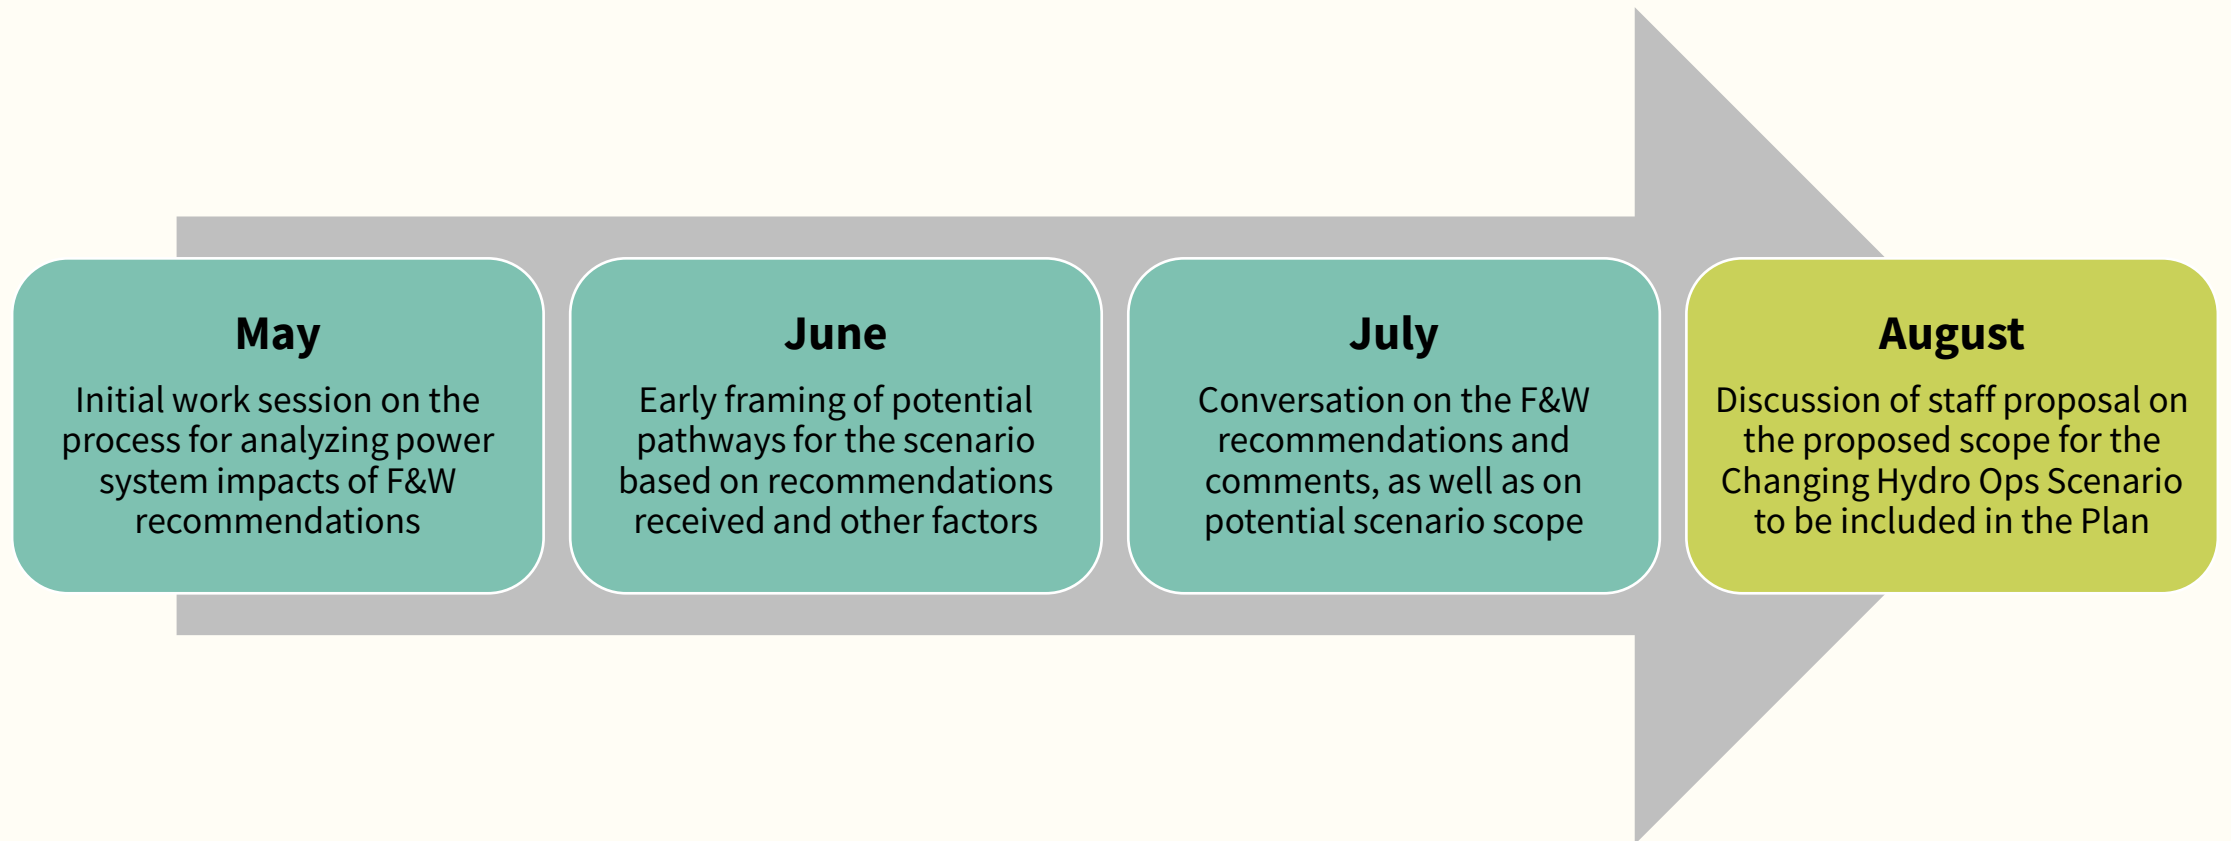 May
Initial work session on the
process for analyzing power
system impacts of F&W
recommendations
June
Early framing of potential
pathways for the scenario
based on recommendations
received and other factors
July
Conversation on the F&W
recommendations and
comments, as well as on
potential scenario scope
August
Discussion of staff proposal on
the proposed scope for the
Changing Hydro Ops Scenario
to be included in the Plan